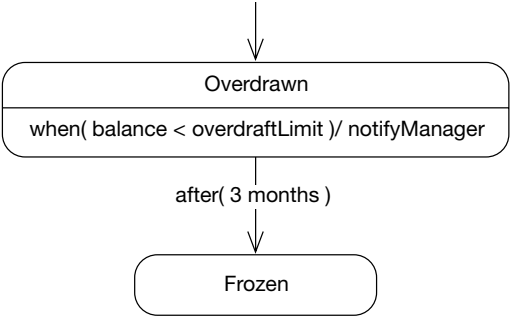 Overdrawn
when( balance < overdraftLimit )/ notifyManager
after( 3 months )
Frozen